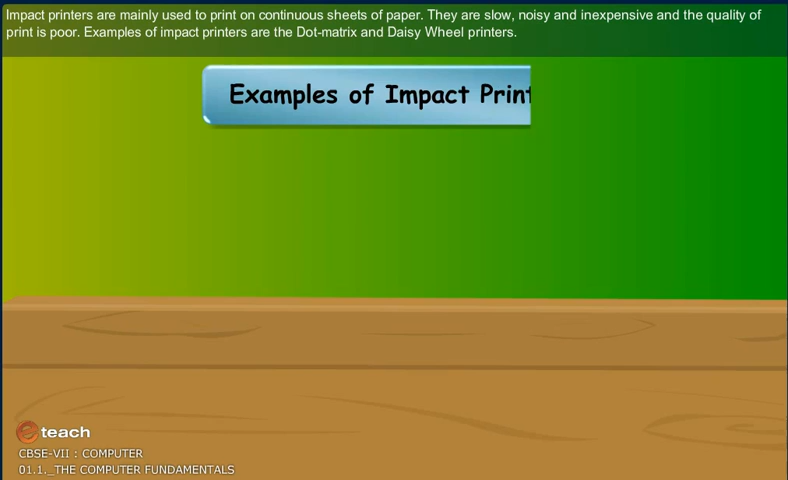 Impact printers are mainly used to print on continuous sheets of paper. They are slow, noisy and inexpensive and the quality of
print is poor. Examples of impact printers are the Dot-matrix and Daisy Wheel printers.
Examples of Impact Print
e teach
CBSE-VII : COMPUTER
01.1._THE COMPUTER FUNDAMENTALS